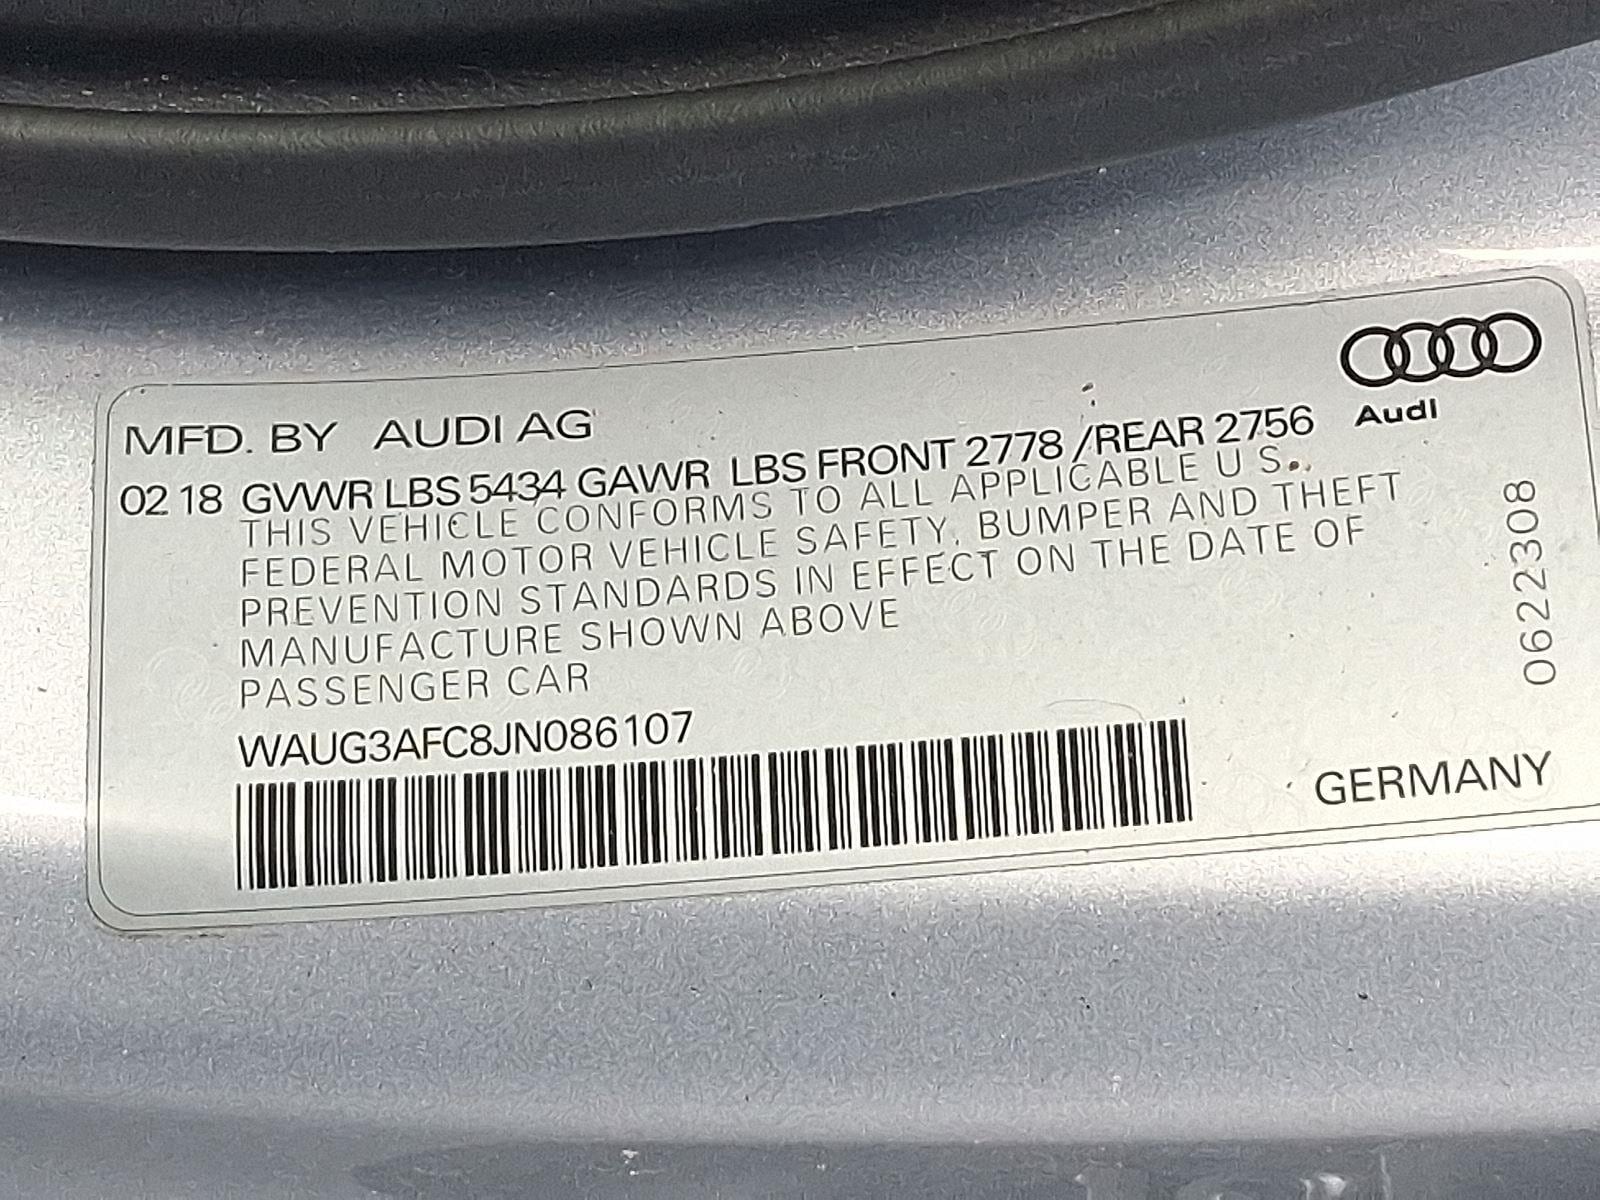 MFD. BY AUDI AG
Audi
02 18 GVWR LBS 5434 GAWR LBS FRONT 2778 /REAR 2756
THIS VEHICLE CONFORMS TO ALL APPLICABLE U S.
FEDERAL MOTOR VEHICLE SAFETY, BUMPER AND THEFT
PREVENTION STANDARDS IN EFFECT ON THE DATE OF
MANUFACTURE SHOWN ABOVE
PASSENGER CAR
WAUG3AFC8JN086107
GERMANY
0622308